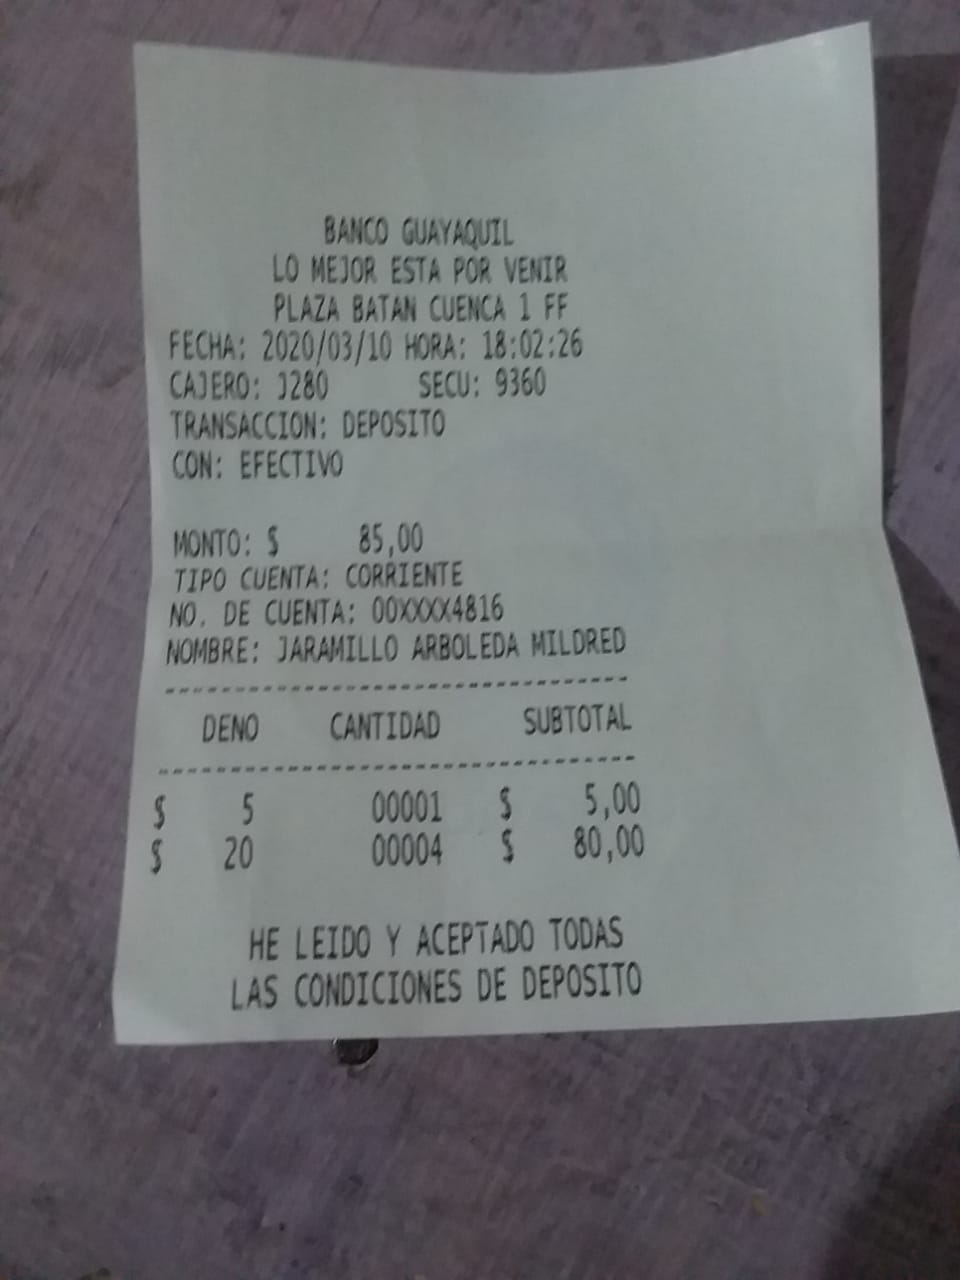 BANCO GUAYAQUIL
LO MEJOR ESTA POR VENIR
PLAZA BATAN CUENCA 1 FF
FECHA: 2020/03/10 HORA: 18:02:26
CAJERO: J280 SECU: 9360
TRANSACCION: DEPOSITO
CON: EFECTIVO
MONTO: $ 85,00
TIPO CUENTA: CORRIENTE
NO. DE CUENTA: 00XXXX4816
NOMBRE: JARAMILLO ARBOLEDA MILDRED
--------------------------------
DENO CANTIDAD SUBTOTAL
--------------------------------
$ 5 00001 $ 5,00
$ 20 00004 $ 80,00
HE LEIDO Y ACEPTADO TODAS
LAS CONDICIONES DE DEPOSITO